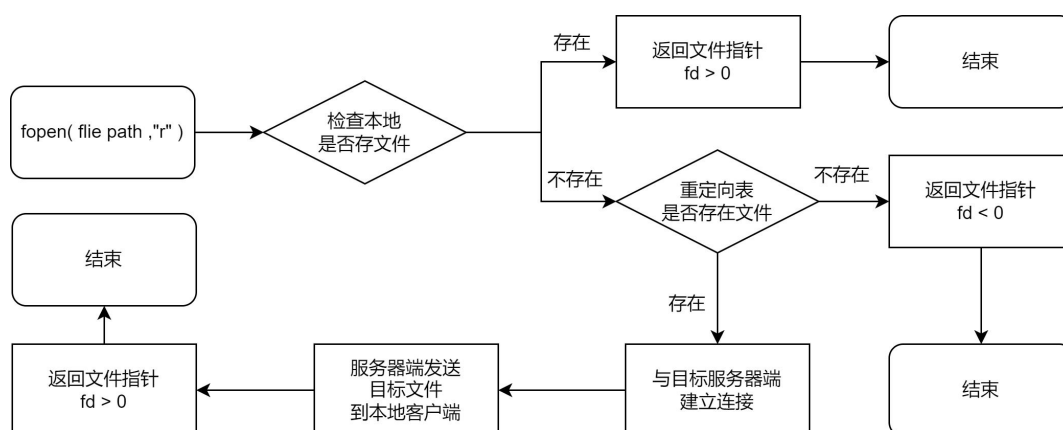 fopen( flie path ,"r" )
检查本地
是否存文件
存在
返回文件指针
fd > 0
结束
不存在
重定向表
是否存在文件
不存在
返回文件指针
fd < 0
结束
存在
与目标服务器端
建立连接
服务器端发送
目标文件
到本地客户端
返回文件指针
fd > 0
结束